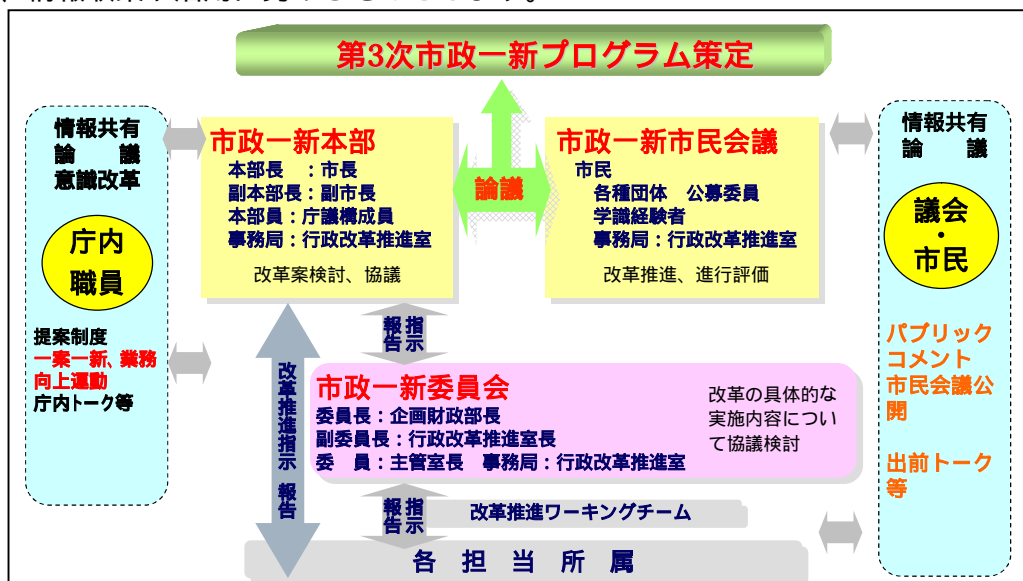 第3次市政一新プログラム策定
情報共有
論　議
意識改革
庁内
職員
提案制度
一案一新、業務
向上運動
庁内トーク等
市政一新本部
本部長　：市長
副本部長：副市長
本部員：庁議構成員
事務局：行政改革推進室
改革案検討、協議
論議
市政一新市民会議
市民
各種団体　公募委員
学識経験者
事務局：行政改革推進室
改革推進、進行評価
情報共有
論　　議
議会
・
市民
パブリック
コメント
市民会議公
開
出前トーク
等
改革推進指示　報告
指示
報告
市政一新委員会
委員長：企画財政部長
副委員長：行政改革推進室長
委　員：主管室長　事務局：行政改革推進室
改革の具体的な
実施内容につい
て協議検討
指示
報告
改革推進ワーキングチーム
各　担　当　所　属